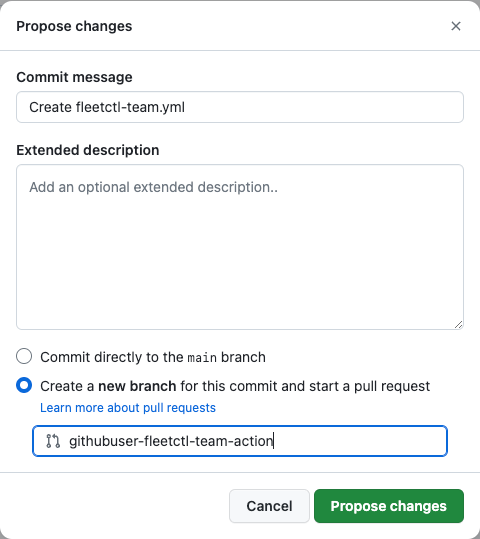 Propose changes
Commit message
Create fleetctl-team.yml
Extended description
Add an optional extended description..
Commit directly to the main branch
Create a new branch for this commit and start a pull request
Learn more about pull requests
githubuser-fleetctl-team-action
Cancel
Propose changes